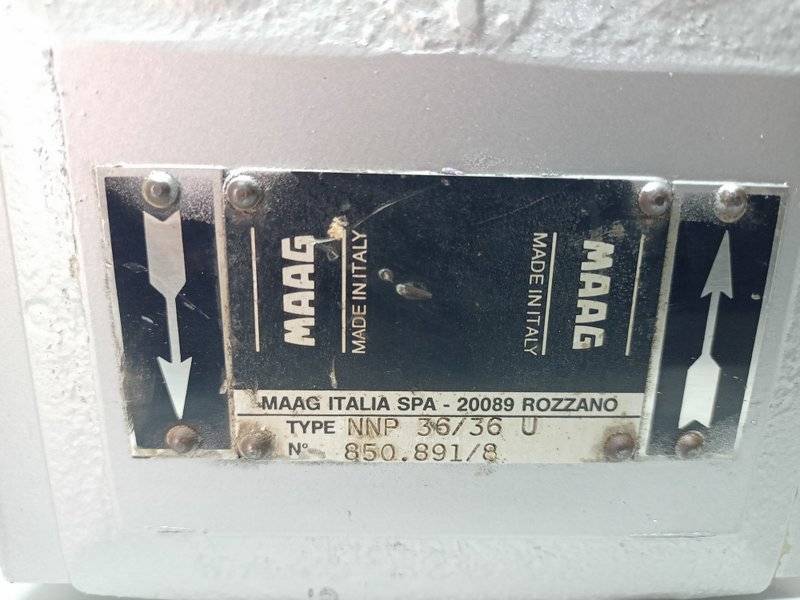 MAAG
MADE IN ITALY
MADE IN ITALY
MAAG
MAAG ITALIA SPA - 20089 ROZZANO
TYPE NNP 36/36 U
N° 850.891/8